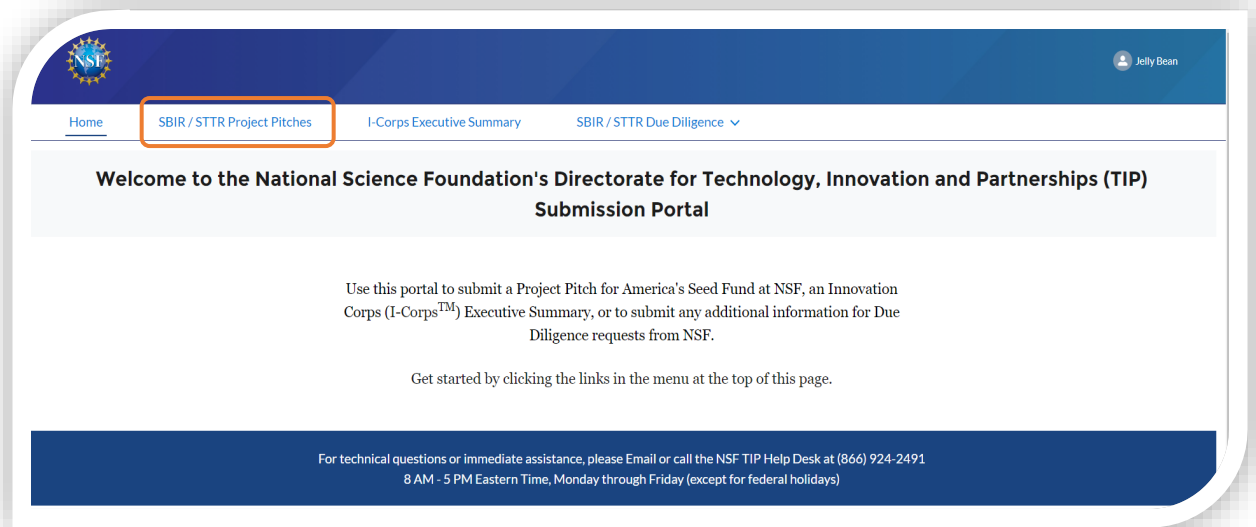 NSF
Jelly Bean
Home
SBIR / STTR Project Pitches
I-Corps Executive Summary
SBIR / STTR Due Diligence
Welcome to the National Science Foundation's Directorate for Technology, Innovation and Partnerships (TIP)
Submission Portal
Use this portal to submit a Project Pitch for America's Seed Fund at NSF, an Innovation
Corps (I-Corps™) Executive Summary, or to submit any additional information for Due
Diligence requests from NSF.
Get started by clicking the links in the menu at the top of this page.
For technical questions or immediate assistance, please Email or call the NSF TIP Help Desk at (866) 924-2491
8 AM - 5 PM Eastern Time, Monday through Friday (except for federal holidays)